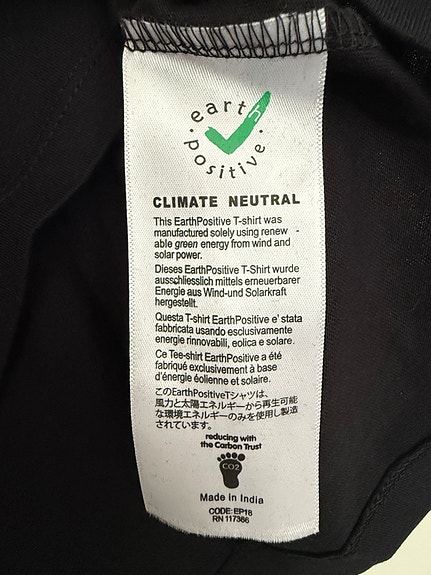 earth
positive
CLIMATE NEUTRAL
This EarthPositive T-shirt was
manufactured solely using renew -
able green energy from wind and
solar power.
Dieses EarthPositive T-Shirt wurde
ausschliesslich mittels erneuerbarer
Energie aus Wind-und Solarkraft
hergestellt.
Questa T-shirt EarthPositive e' stata
fabbricata usando esclusivamente
energie rinnovabili, eolica e solare.
Ce Tee-shirt EarthPositive a été
fabriqué exclusivement à base
d'énergie éolienne et solaire.
このEarthPositiveTシャツは、
風力と太陽エネルギーから再生可能
な環境エネルギーのみを使用し製造
されています。
reducing with
the Carbon Trust
CO2
Made in India
CODE:EP18
RN 117386